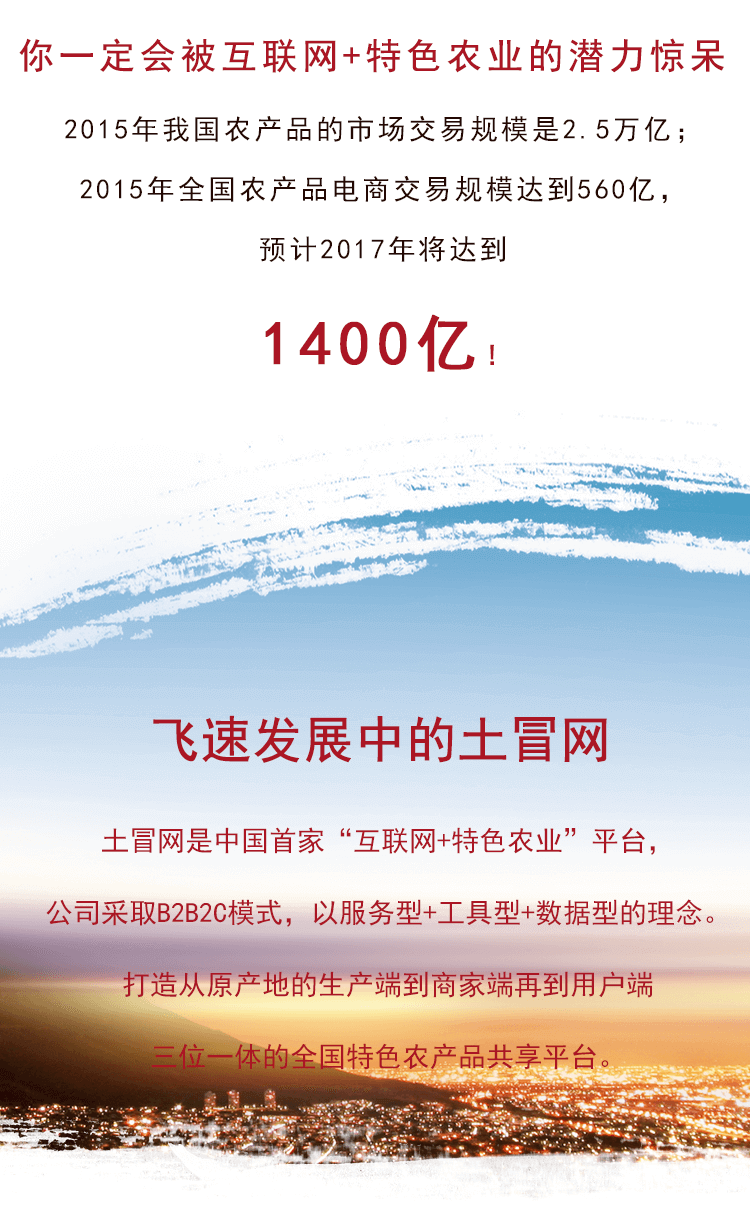 你一定会被互联网+特色农业的潜力惊呆
2015年我国农产品的市场交易规模是2.5万亿；
2015年全国农产品电商交易规模达到560亿，
预计2017年将达到
1400亿！
飞速发展中的土冒网
土冒网是中国首家“互联网+特色农业”平台，
公司采取B2B2C模式，以服务型+工具型+数据型的理念。
打造从原产地的生产端到商家端再到用户端
三位一体的全国特色农产品共享平台。